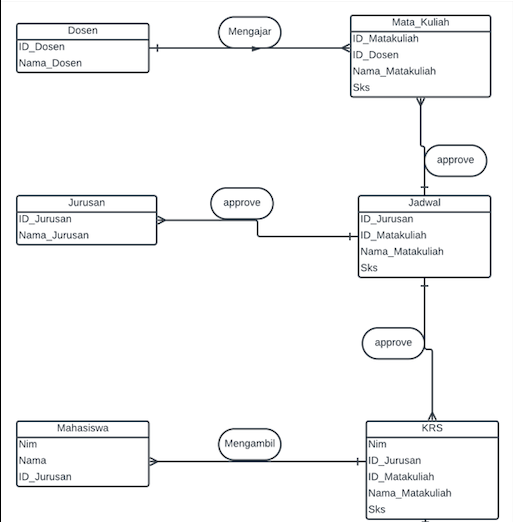 Dosen
ID_Dosen
Nama_Dosen
Mengajar
Mata_Kuliah
ID_Matakuliah
ID_Dosen
Nama_Matakuliah
Sks
approve
Jurusan
ID_Jurusan
Nama_Jurusan
approve
Jadwal
ID_Jurusan
ID_Matakuliah
Nama_Matakuliah
Sks
approve
Mahasiswa
Nim
Nama
ID_Jurusan
Mengambil
KRS
Nim
ID_Jurusan
ID_Matakuliah
Nama_Matakuliah
Sks